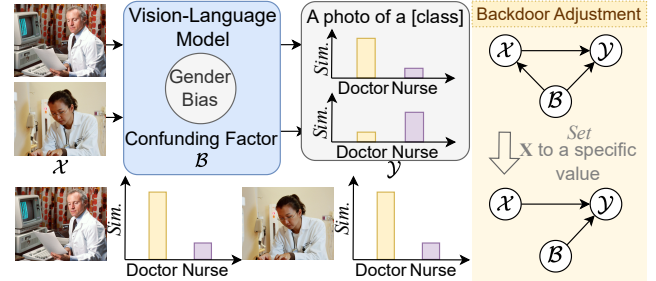 Vision-Language
Model
Gender
Bias
Confunding Factor
ℬ
𝒳
A photo of a [class]
Sim.
Doctor Nurse
Sim.
Doctor Nurse
𝒴
Sim.
Doctor Nurse
Sim.
Doctor Nurse
Backdoor Adjustment
𝒳
𝒴
ℬ
Set
X to a specific
value
𝒳
𝒴
ℬ